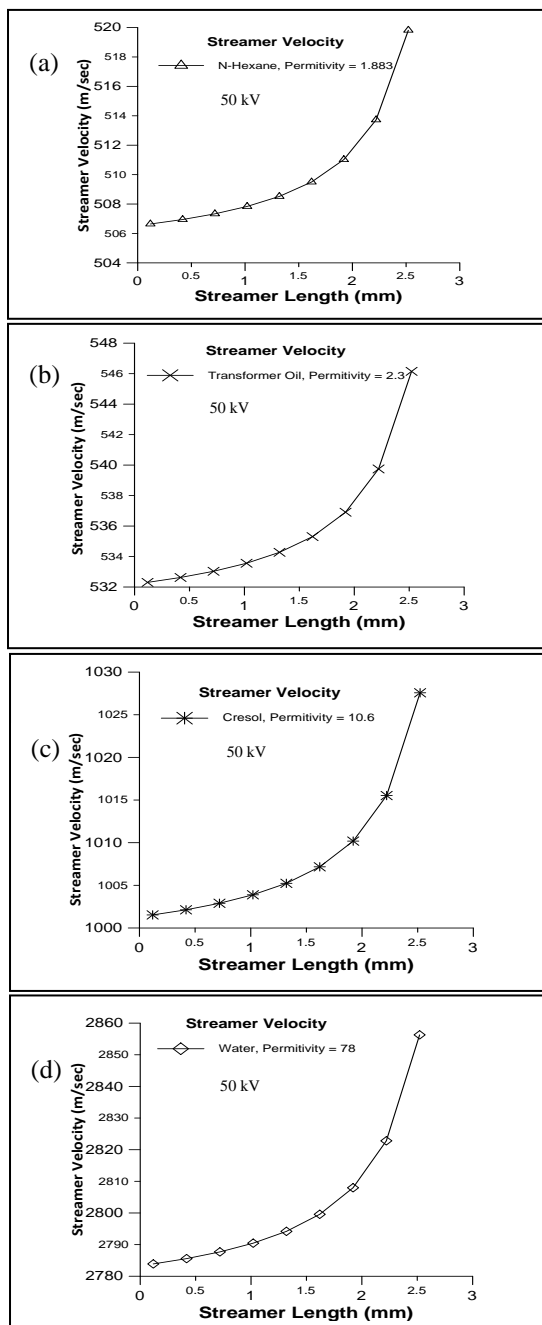 (a)
Streamer Velocity
N-Hexane, Permitivity = 1.883
50 kV
Streamer Velocity (m/sec)
520
517
514
511
508
506
504
0
0.5
1
1.5
2
2.5
3
Streamer Length (mm)
(b)
Streamer Velocity
Transformer Oil, Permitivity = 2.3
50 kV
Streamer Velocity (m/sec)
548
546
544
542
540
538
536
534
532
0
0.5
1
1.5
2
2.5
3
Streamer Length (mm)
(c)
Streamer Velocity
Cresol, Permitivity = 10.6
50 kV
Streamer Velocity (m/sec)
1030
1025
1020
1015
1010
1005
1000
0
0.5
1
1.5
2
2.5
3
Streamer Length (mm)
(d)
Streamer Velocity
Water, Permitivity = 78
50 kV
Streamer Velocity (m/sec)
2860
2850
2840
2830
2820
2810
2800
2790
2780
0
0.5
1
1.5
2
2.5
3
Streamer Length (mm)